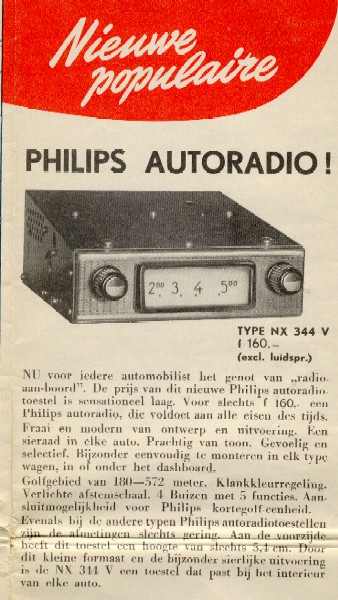 Nieuwe
populaire
PHILIPS AUTORADIO!
2⁰⁰ 3. 4. 5⁰⁰
TYPE NX 344 V
f 160.–
(excl. luidspr.)
NU voor iedere automobilist het genot van „radio-
aan-boord”. De prijs van dit nieuwe Philips autoradio-
toestel is sensationeel laag. Voor slechts f 160.- een
Philips autoradio, die voldoet aan alle eisen des tijds.
Fraai en modern van ontwerp en uitvoering. Een
sieraad in elke auto. Prachtig van toon. Gevoelig en
selectief. Bijzonder eenvoudig te monteren in elk type
wagen, in of onder het dashboard.
Golfgebied van 180—572 meter. Klankkleurregeling.
Verlichte afstemschaal. 4 Buizen met 5 functies. Aan-
sluitmogelijkheid voor Philips kortegolf-eenheid.
Evenals bij de andere typen Philips autoradiotoestellen
zijn de afmetingen slechts gering. Aan de voorzijde
heeft dit toestel een hoogte van slechts 5,4 cm. Door
dit kleine formaat en de bijzonder sierlijke uitvoering
is de NX 344 V een toestel dat past bij het interieur
van elke auto.